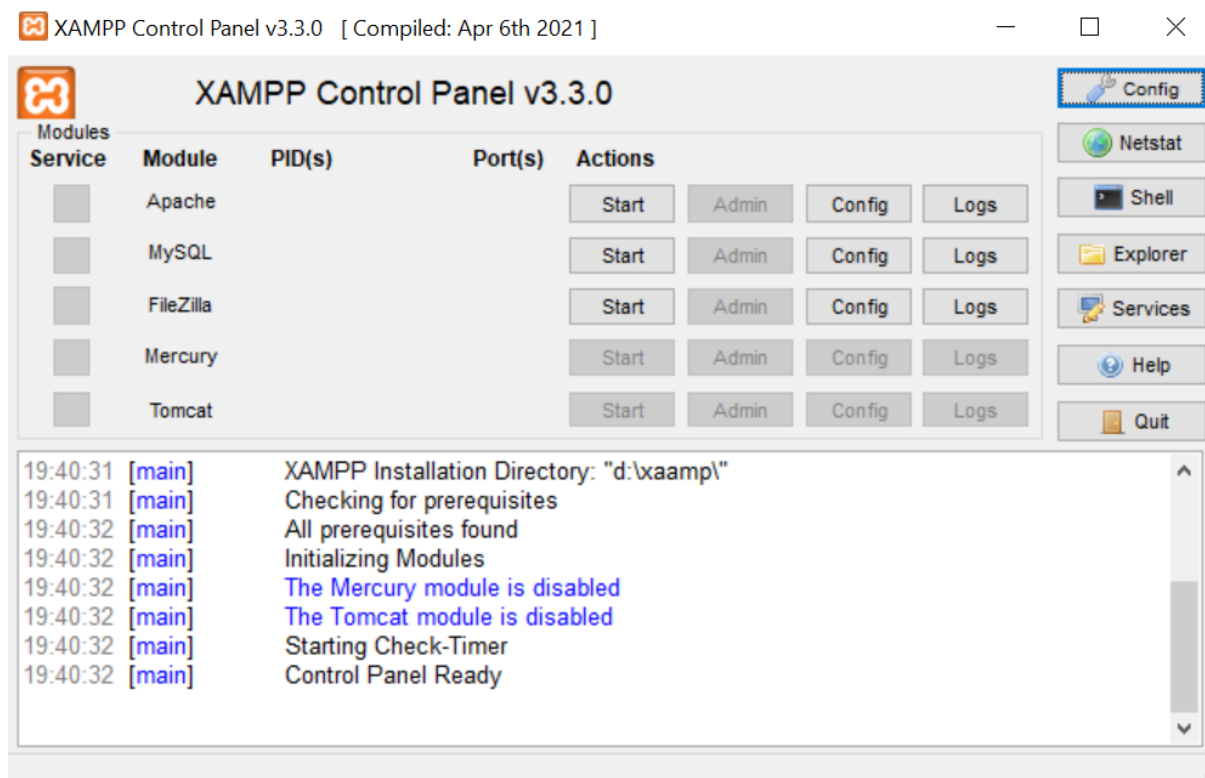 XAMPP Control Panel v3.3.0 [ Compiled: Apr 6th 2021 ]
XAMPP Control Panel v3.3.0
Config
Modules
Netstat
Service Module PID(s) Port(s) Actions
Apache Start Admin Config Logs
Shell
MySQL Start Admin Config Logs
Explorer
FileZilla Start Admin Config Logs
Services
Mercury Start Admin Config Logs
Help
Tomcat Start Admin Config Logs
Quit
19:40:31 [main] XAMPP Installation Directory: "d:\xaamp\"
19:40:31 [main] Checking for prerequisites
19:40:32 [main] All prerequisites found
19:40:32 [main] Initializing Modules
19:40:32 [main] The Mercury module is disabled
19:40:32 [main] The Tomcat module is disabled
19:40:32 [main] Starting Check-Timer
19:40:32 [main] Control Panel Ready